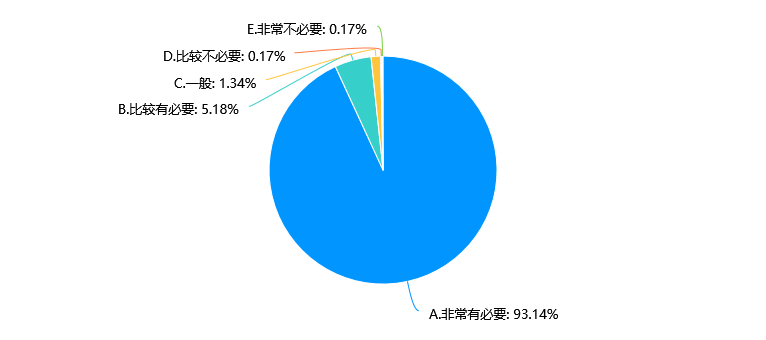 E.非常不必要: 0.17%
D.比较不必要: 0.17%
C.一般: 1.34%
B.比较有必要: 5.18%
A.非常有必要: 93.14%